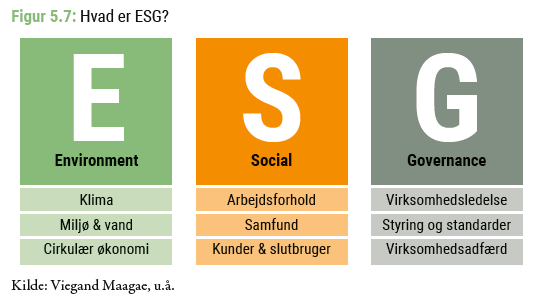 Figur 5.7: Hvad er ESG?
E
Environment
Klima
Miljø & vand
Cirkulær økonomi
S
Social
Arbejdsforhold
Samfund
Kunder & slutbruger
G
Governance
Virksomhedsledelse
Styring og standarder
Virksomhedsadfærd
Kilde: Viegand Maagae, u.å.